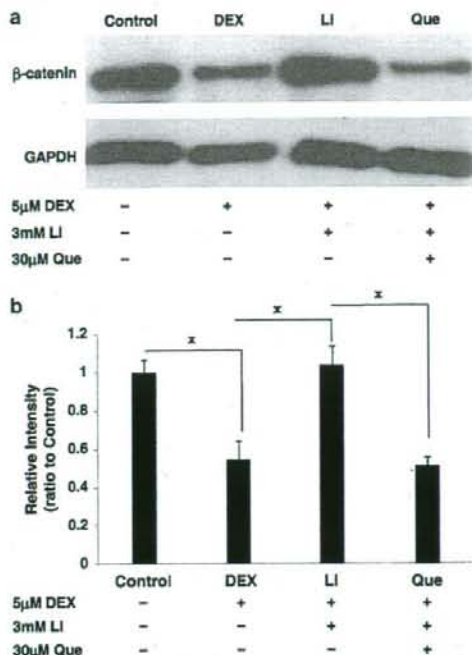 a
Control DEX LI Que
β-catenin
GAPDH
5μM DEX - + + +
3mM LI - - + +
30μM Que - - - +
b
x
x
x
1.2
1
0.8
0.6
0.4
0.2
0
Relative Intensity
(ratio to Control)
Control DEX LI Que
5μM DEX - + + +
3mM LI - - + +
30μM Que - - - +